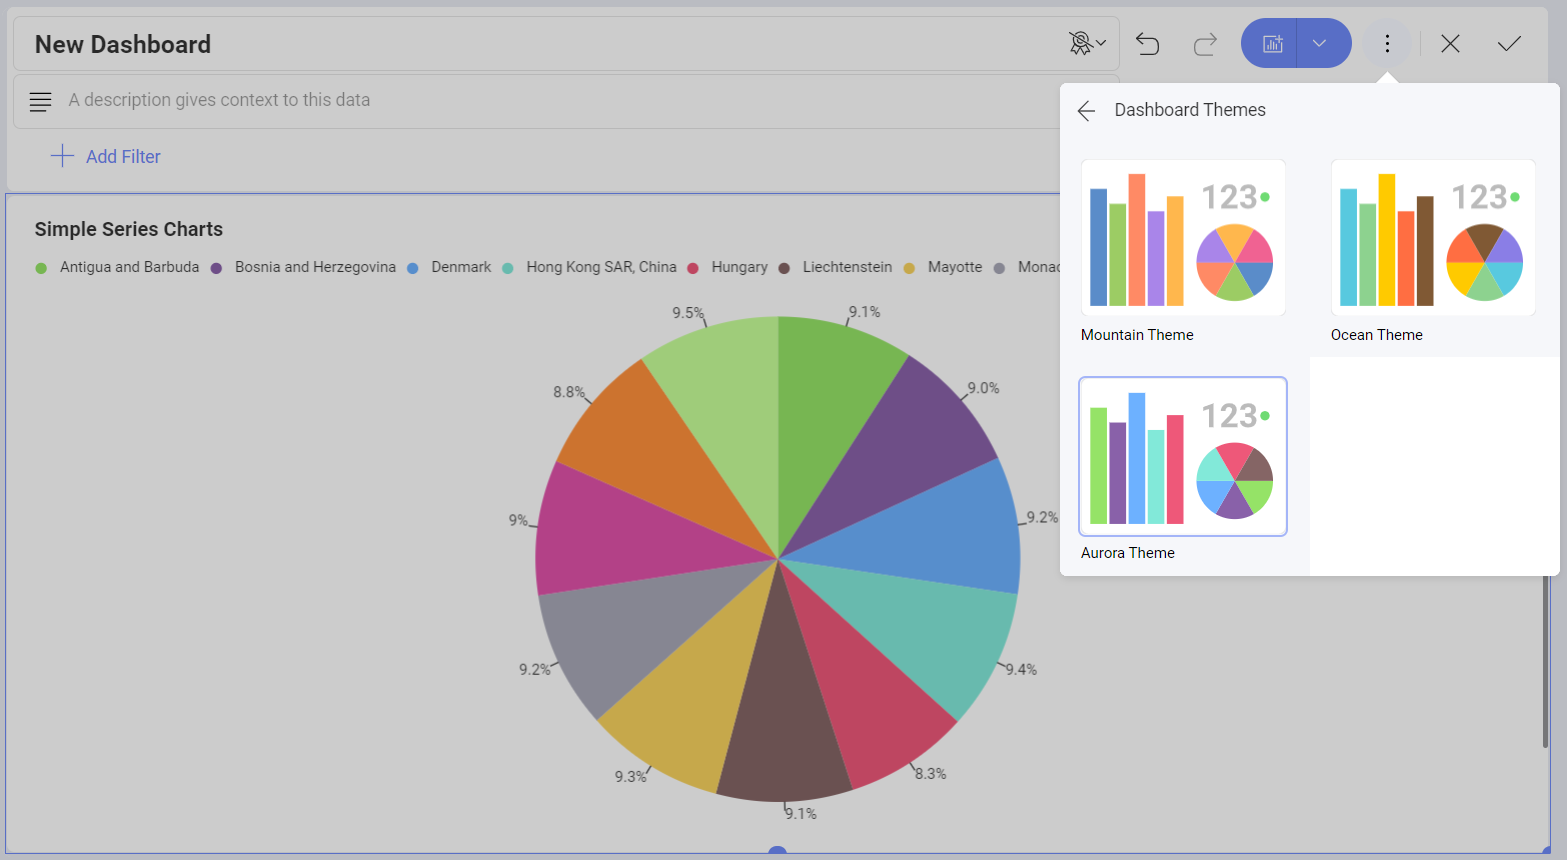 New Dashboard
A description gives context to this data
Add Filter
Dashboard Themes
123
Mountain Theme
123
Ocean Theme
123
Aurora Theme
Simple Series Charts
Antigua and Barbuda
Bosnia and Herzegovina
Denmark
Hong Kong SAR, China
Hungary
Liechtenstein
Mayotte
Monac
9.5%
9.1%
8.8%
9.0%
9%
9.2%
9.2%
9.4%
9.3%
8.3%
9.1%